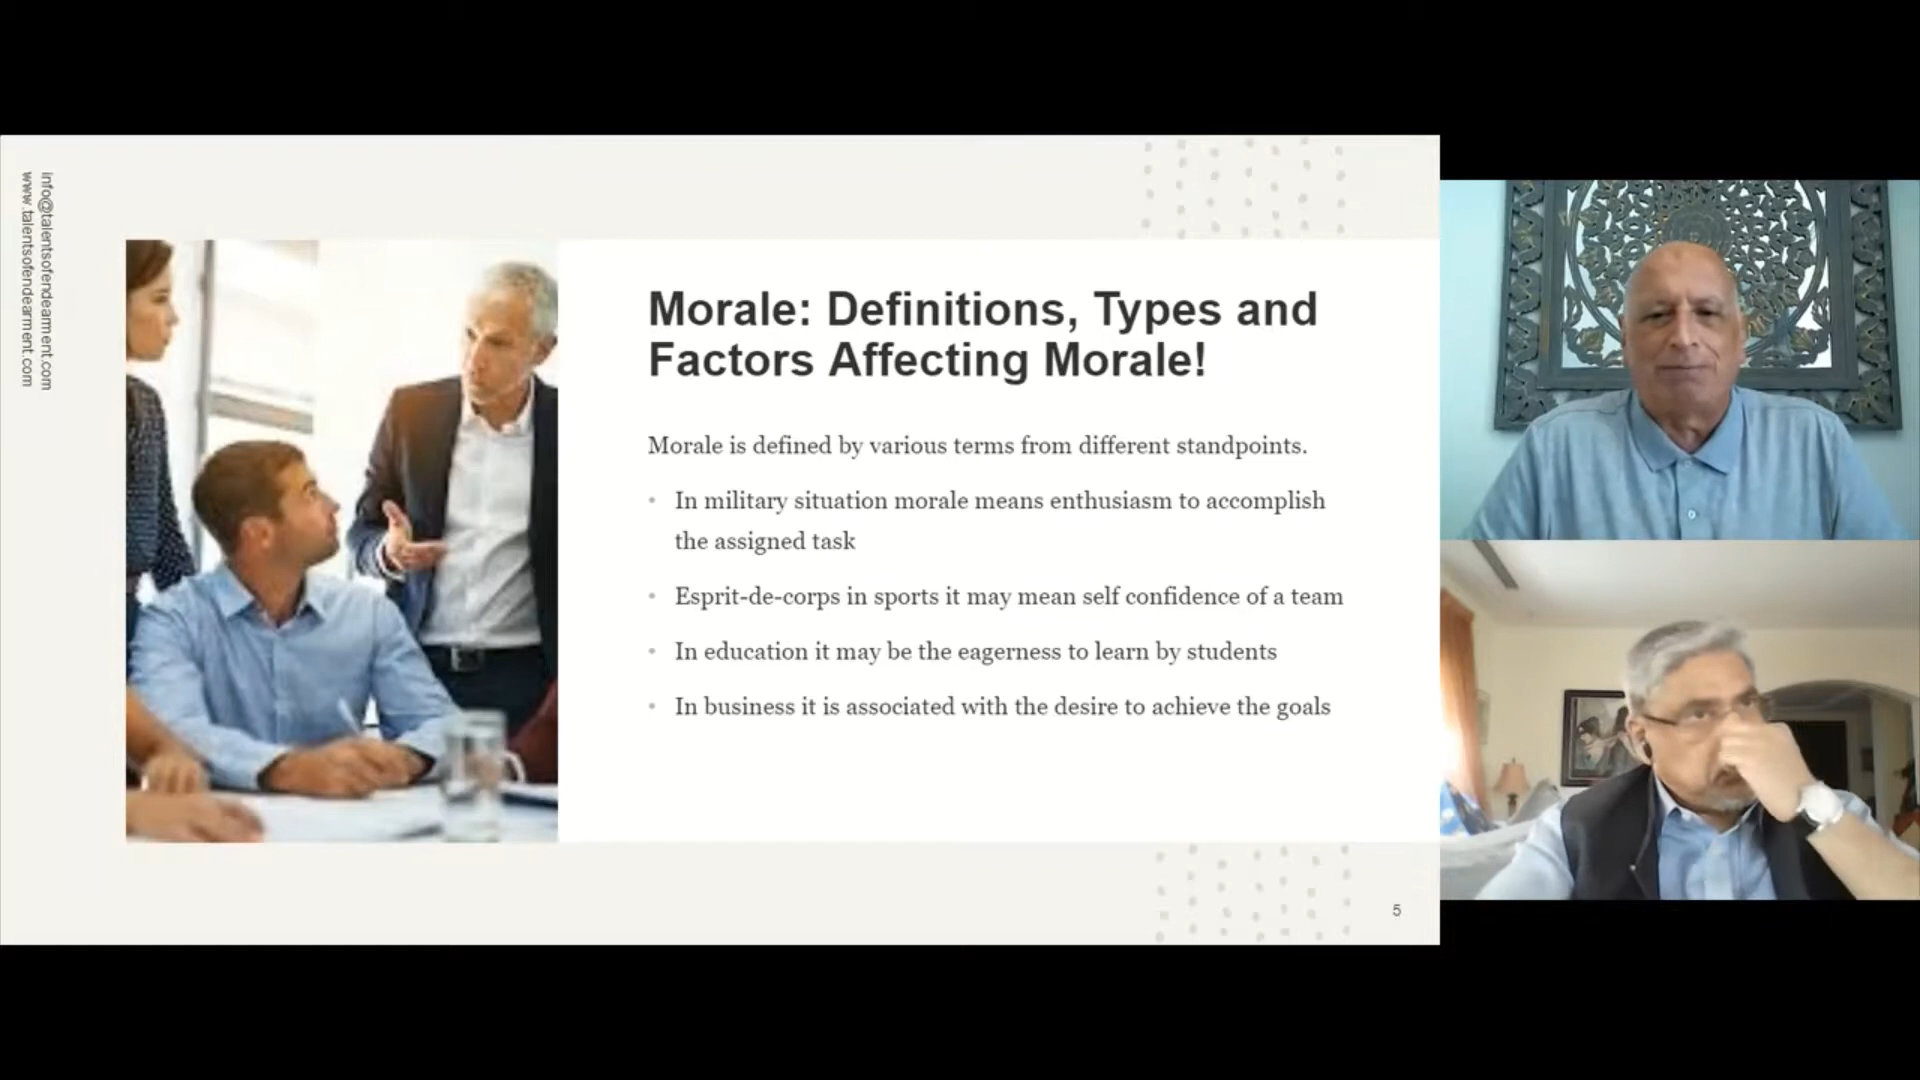 info@talentsofendearment.com
www.talentsofendearment.com
Morale: Definitions, Types and
Factors Affecting Morale!
Morale is defined by various terms from different standpoints.
• In military situation morale means enthusiasm to accomplish
the assigned task
• Esprit-de-corps in sports it may mean self confidence of a team
• In education it may be the eagerness to learn by students
• In business it is associated with the desire to achieve the goals
5